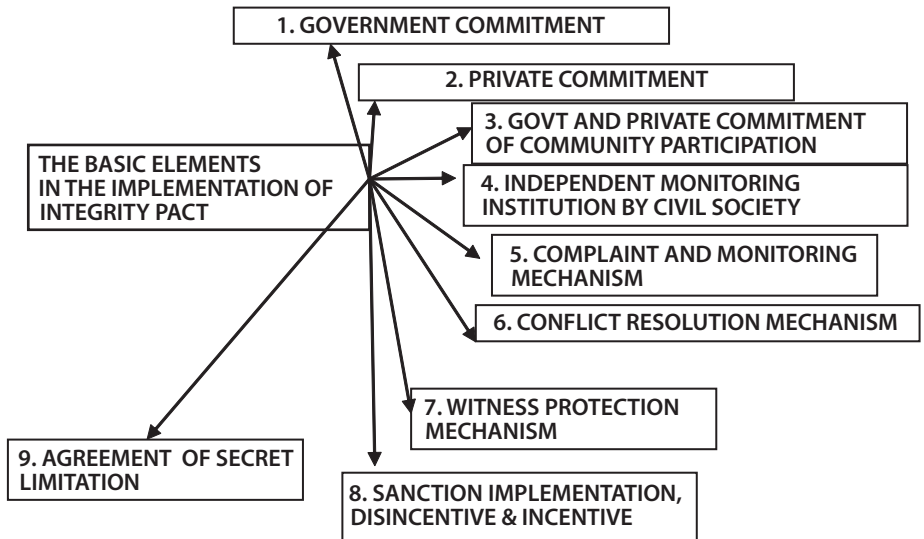 1. GOVERNMENT COMMITMENT
2. PRIVATE COMMITMENT
3. GOVT AND PRIVATE COMMITMENT
OF COMMUNITY PARTICIPATION
THE BASIC ELEMENTS
IN THE IMPLEMENTATION OF
INTEGRITY PACT
4. INDEPENDENT MONITORING
INSTITUTION BY CIVIL SOCIETY
5. COMPLAINT AND MONITORING
MECHANISM
6. CONFLICT RESOLUTION MECHANISM
7. WITNESS PROTECTION
MECHANISM
8. SANCTION IMPLEMENTATION,
DISINCENTIVE & INCENTIVE
9. AGREEMENT OF SECRET
LIMITATION